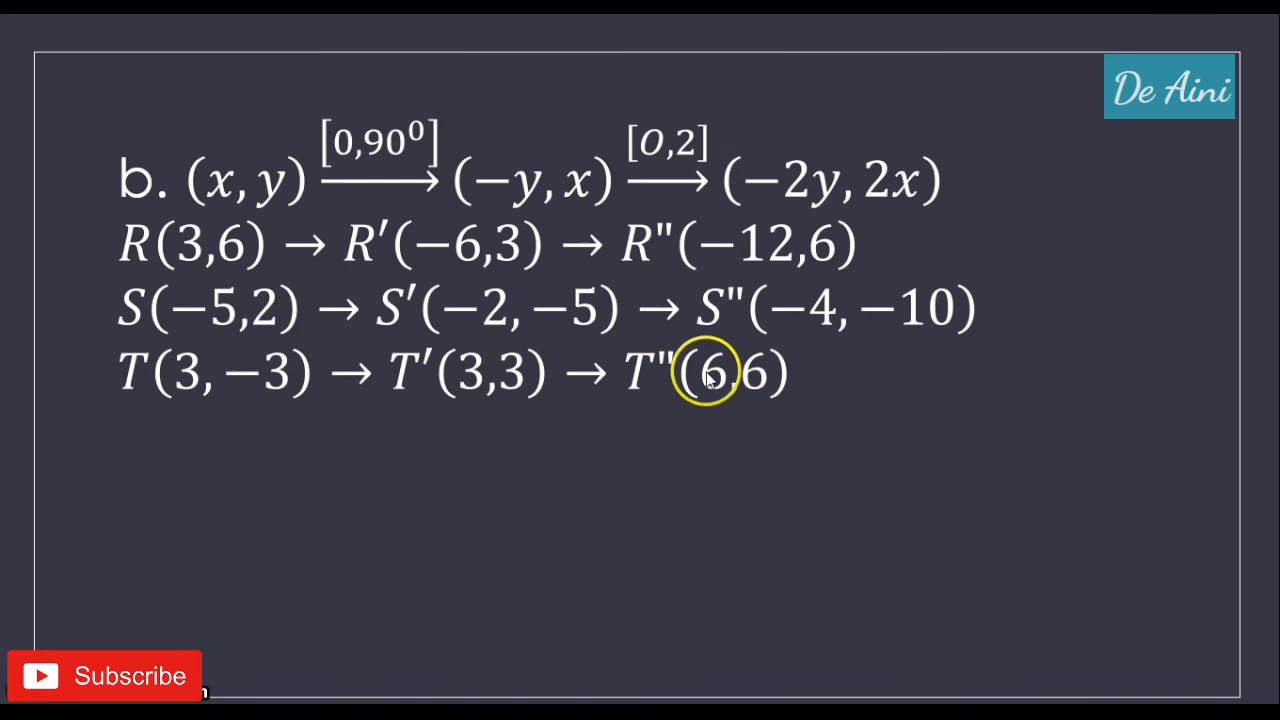 De Aini
b. (x, y) [0,90⁰]→ (−y, x) [O,2]→ (−2y, 2x)
R(3,6) → R′(−6,3) → R"(−12,6)
S(−5,2) → S′(−2, −5) → S"(−4, −10)
T(3, −3) → T′(3,3) → T"(6,6)
Subscribe